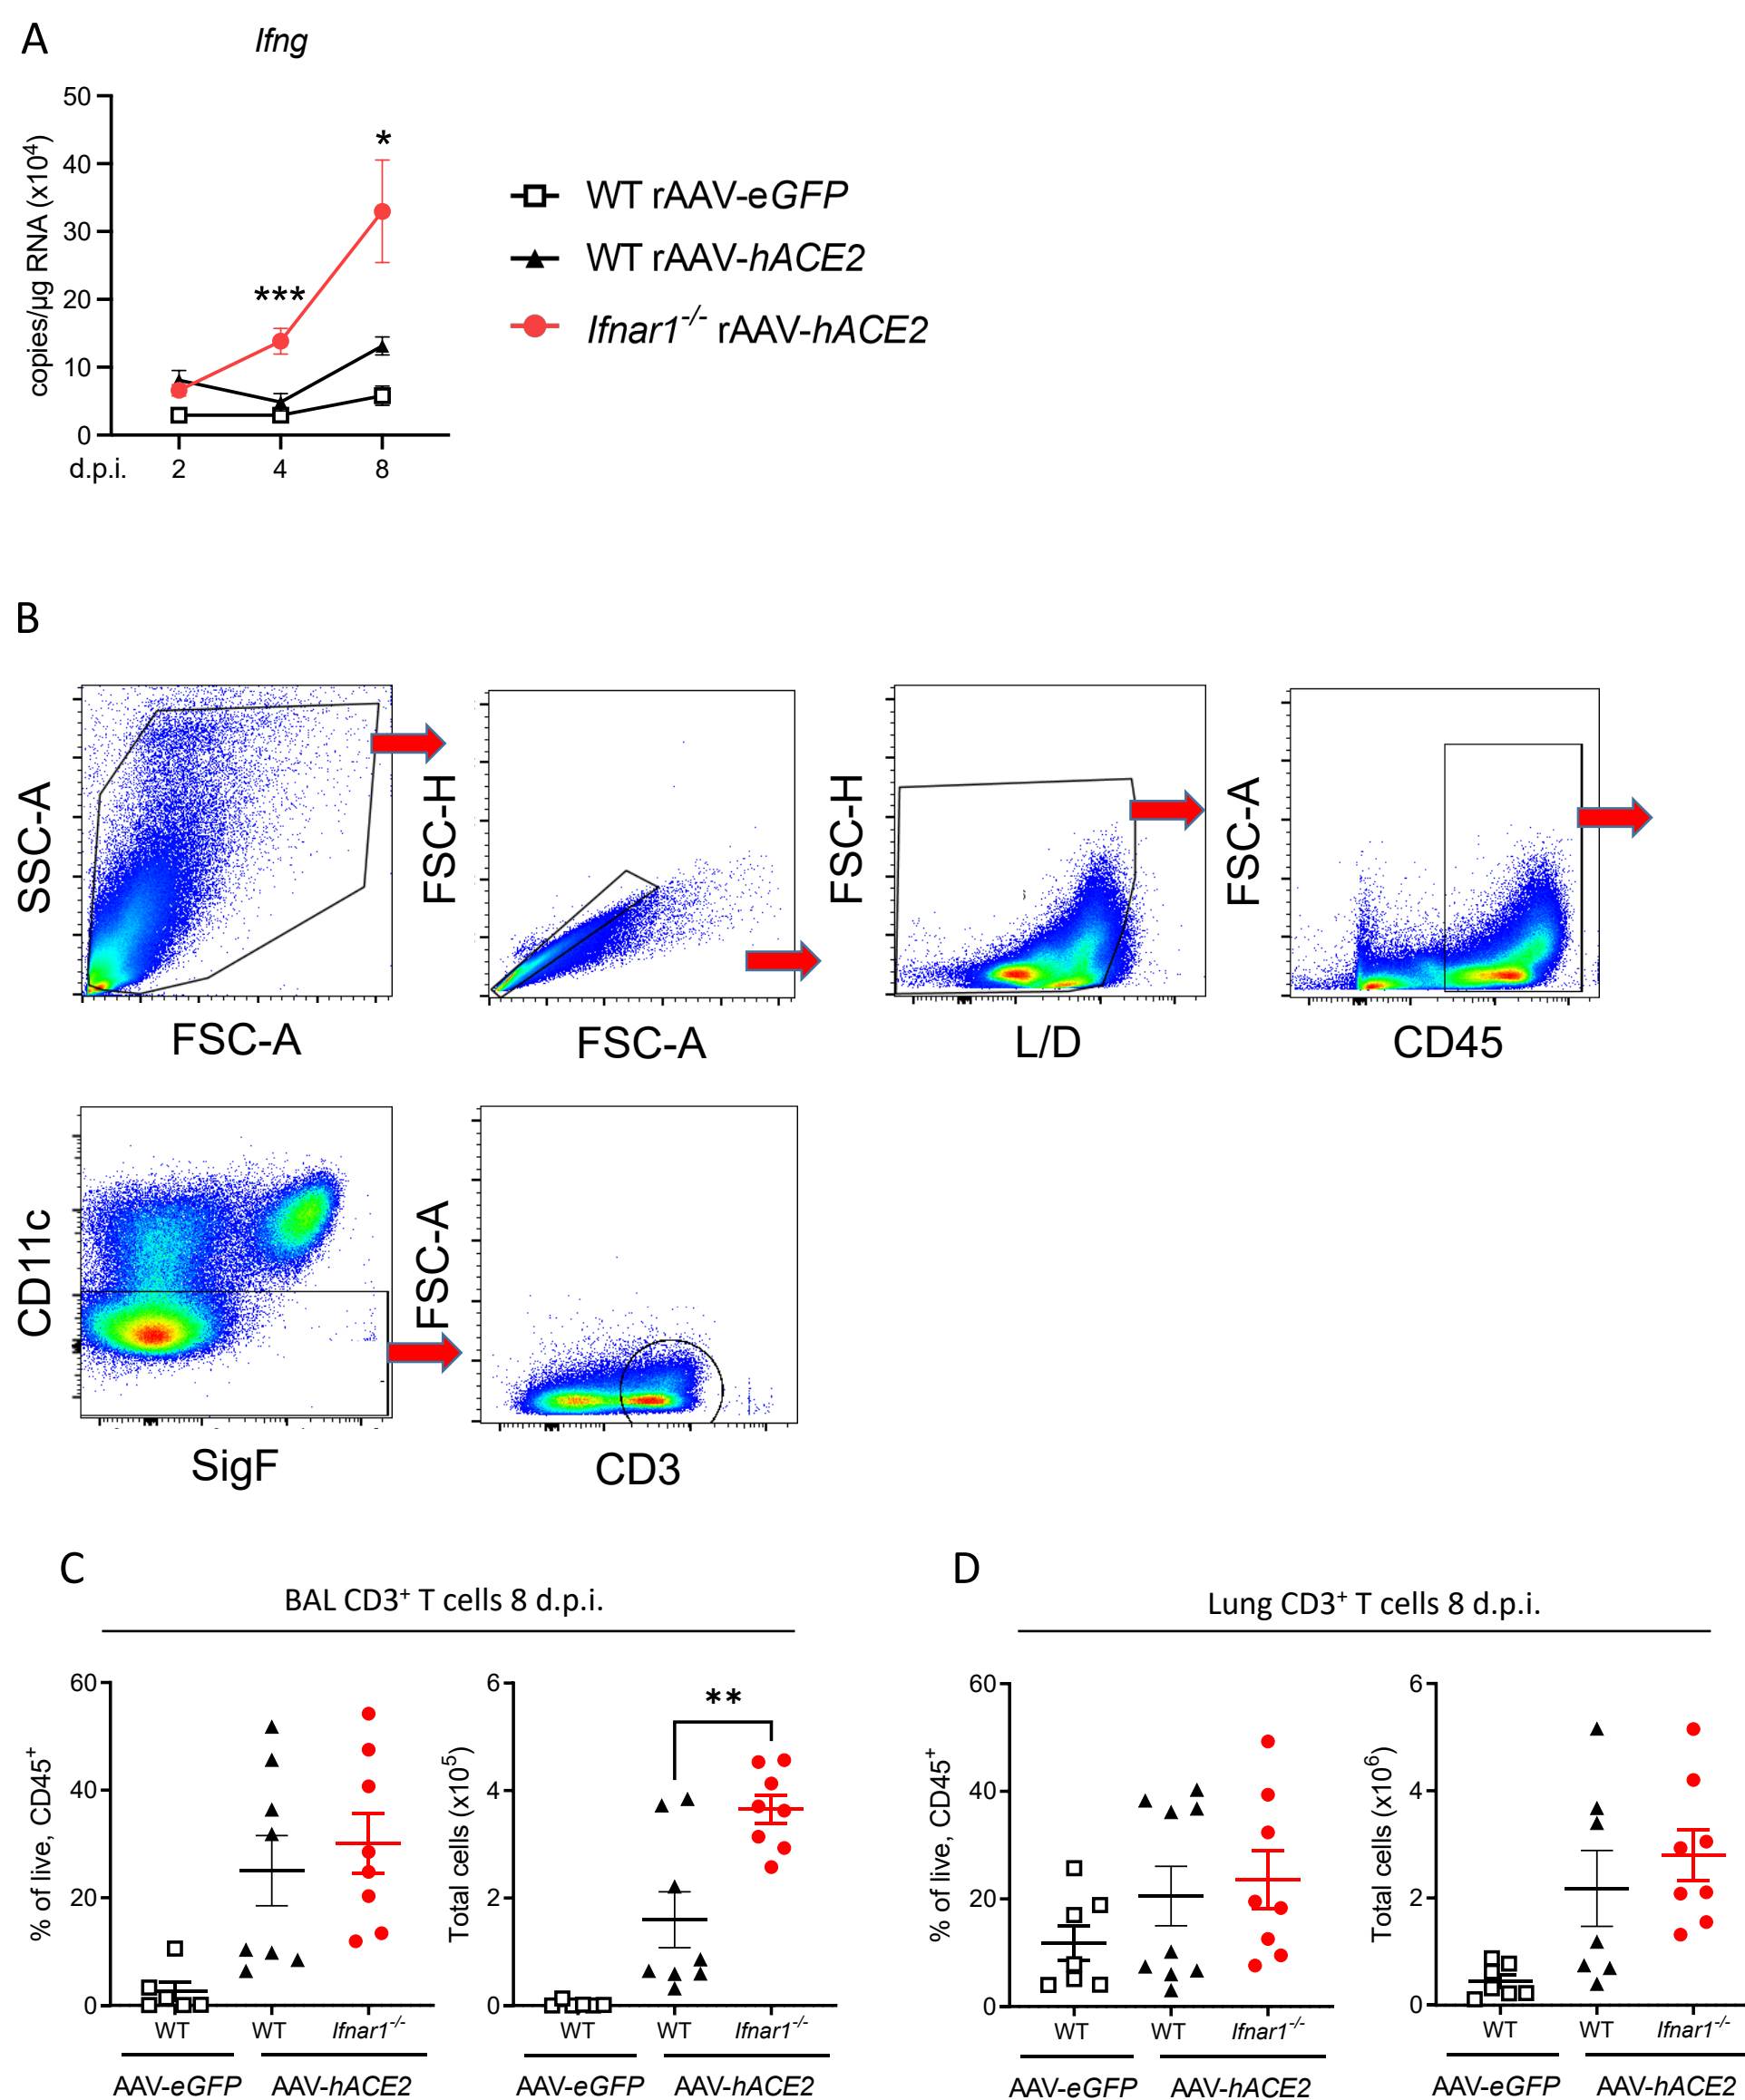 A
Ifng
50
40
30
20
10
0
copies/µg RNA (x10⁴)
*
***
d.p.i. 2 4 8
WT rAAV-eGFP
WT rAAV-hACE2
Ifnar1⁻/⁻ rAAV-hACE2
B
SSC-A
FSC-A
FSC-H
FSC-A
FSC-H
L/D
FSC-A
CD45
CD11c
SigF
FSC-A
CD3
C
BAL CD3⁺ T cells 8 d.p.i.
% of live, CD45⁺
60
40
20
0
WT WT Ifnar1⁻/⁻
AAV-eGFP AAV-hACE2
Total cells (x10⁵)
6
4
2
0
**
WT WT Ifnar1⁻/⁻
AAV-eGFP AAV-hACE2
D
Lung CD3⁺ T cells 8 d.p.i.
% of live, CD45⁺
60
40
20
0
WT WT Ifnar1⁻/⁻
AAV-eGFP AAV-hACE2
Total cells (x10⁶)
6
4
2
0
WT WT Ifnar1⁻/⁻
AAV-eGFP AAV-hACE2